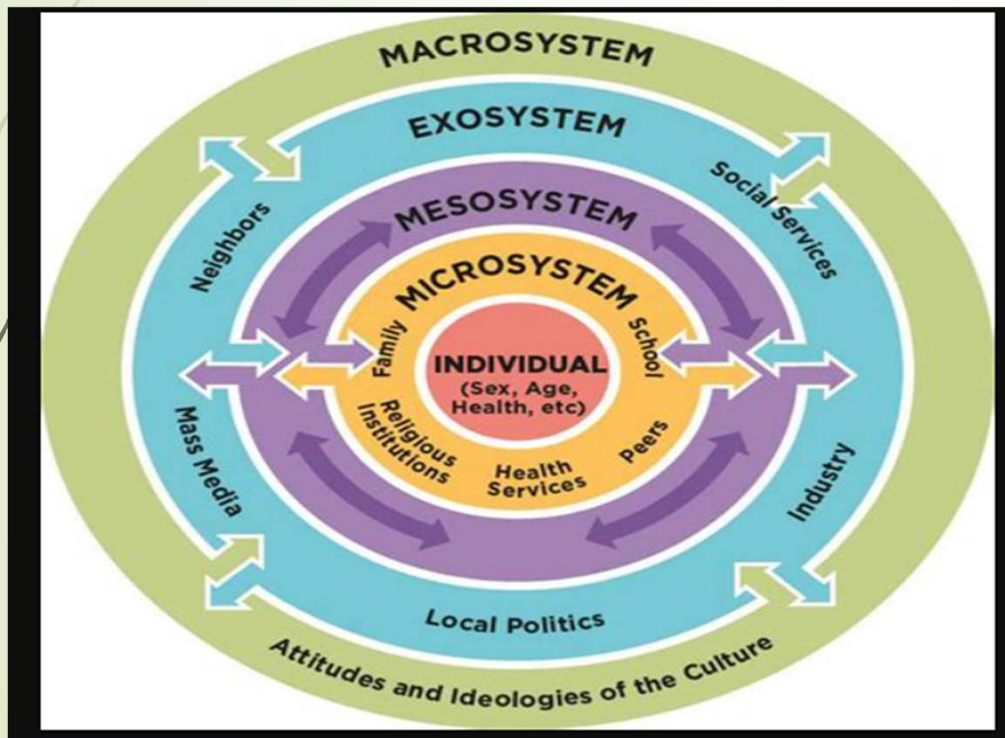 MACROSYSTEM
EXOSYSTEM
Social Services
Neighbors
MESOSYSTEM
MICROSYSTEM
Family
School
INDIVIDUAL
(Sex, Age,
Health, etc)
Religious
Institutions
Health
Services
Peers
Mass Media
Industry
Local Politics
Attitudes and Ideologies of the Culture